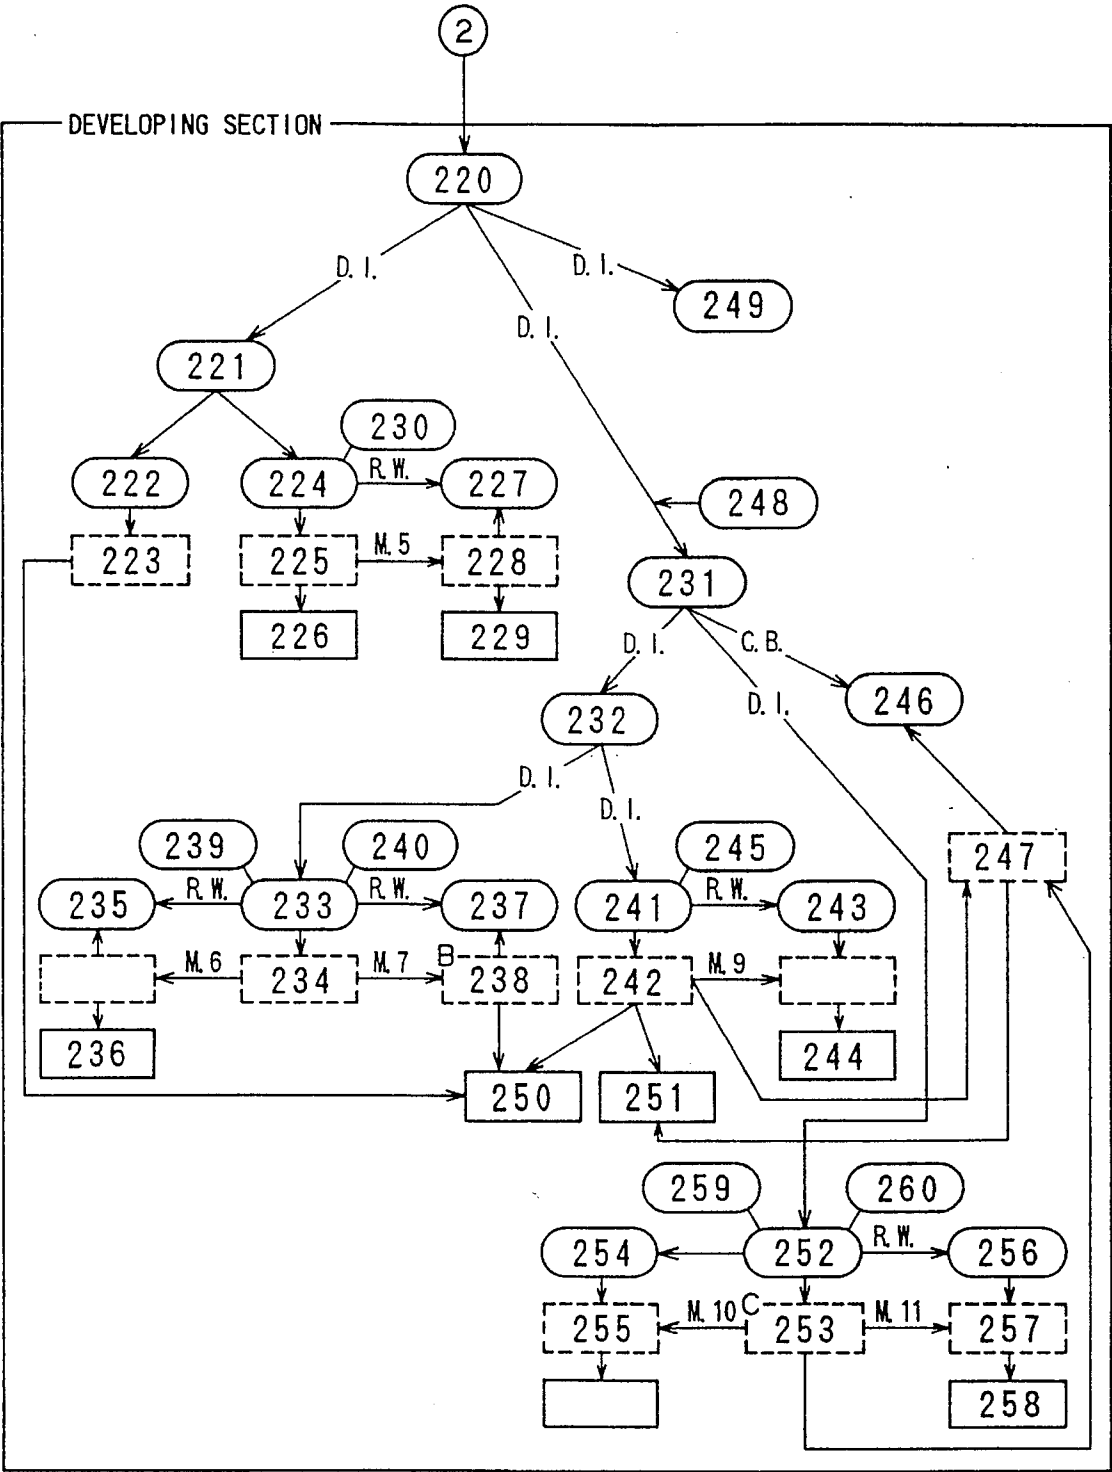 2
DEVELOPING SECTION
220
D. I.
D. I.
249
D. I.
221
230
222
224
R. W.
227
248
223
225
M. 5
228
231
226
229
D. I.
C. B.
246
232
D. I.
D. I.
D. I.
239
240
245
247
235
R. W.
233
R. W.
237
241
R. W.
243
M. 6
234
M. 7
B
238
242
M. 9
236
244
250
251
259
260
254
252
R. W.
256
255
M. 10
C
253
M. 11
257
258